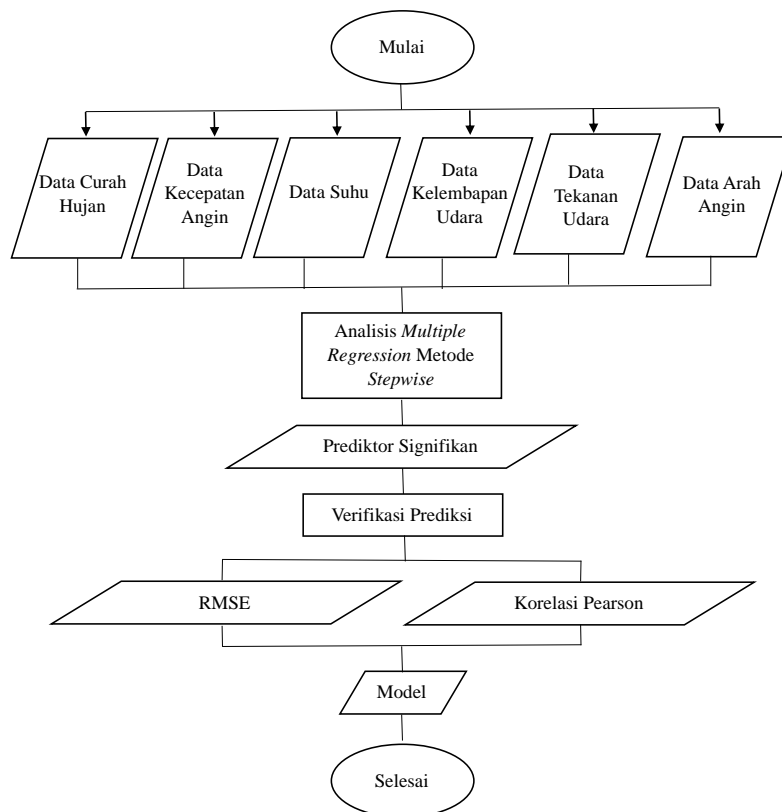 Mulai
Data Curah
Hujan
Data
Kecepatan
Angin
Data Suhu
Data
Kelembapan
Udara
Data
Tekanan
Udara
Data Arah
Angin
Analisis Multiple
Regression Metode
Stepwise
Prediktor Signifikan
Verifikasi Prediksi
RMSE
Korelasi Pearson
Model
Selesai